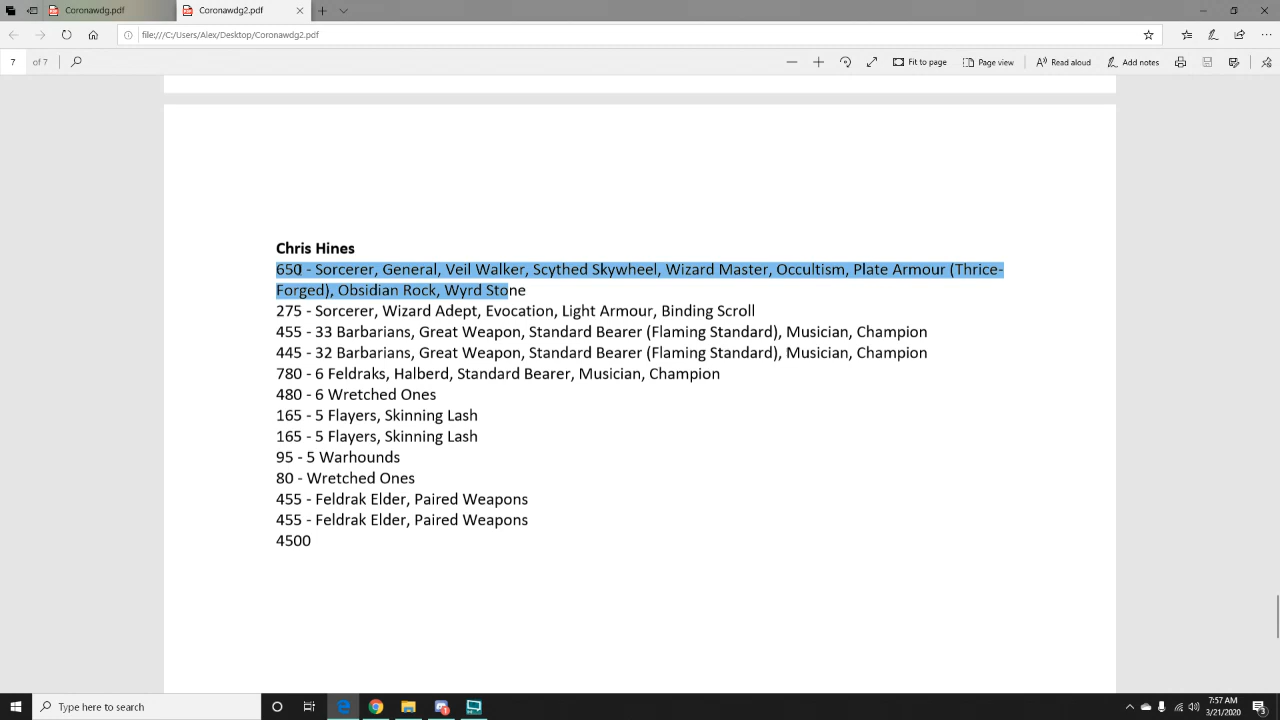 Coronawdg.pdf
Coronawdg2.pdf
file:///C:/Users/Alex/Desktop/Coronawdg2.pdf
7 of 7
Fit to page
Page view
Read aloud
Add notes
Chris Hines
650 - Sorcerer, General, Veil Walker, Scythed Skywheel, Wizard Master, Occultism, Plate Armour (Thrice-
Forged), Obsidian Rock, Wyrd Stone
275 - Sorcerer, Wizard Adept, Evocation, Light Armour, Binding Scroll
455 - 33 Barbarians, Great Weapon, Standard Bearer (Flaming Standard), Musician, Champion
445 - 32 Barbarians, Great Weapon, Standard Bearer (Flaming Standard), Musician, Champion
780 - 6 Feldraks, Halberd, Standard Bearer, Musician, Champion
480 - 6 Wretched Ones
165 - 5 Flayers, Skinning Lash
165 - 5 Flayers, Skinning Lash
95 - 5 Warhounds
80 - Wretched Ones
455 - Feldrak Elder, Paired Weapons
455 - Feldrak Elder, Paired Weapons
4500
Type here to search
7:57 AM
3/21/2020